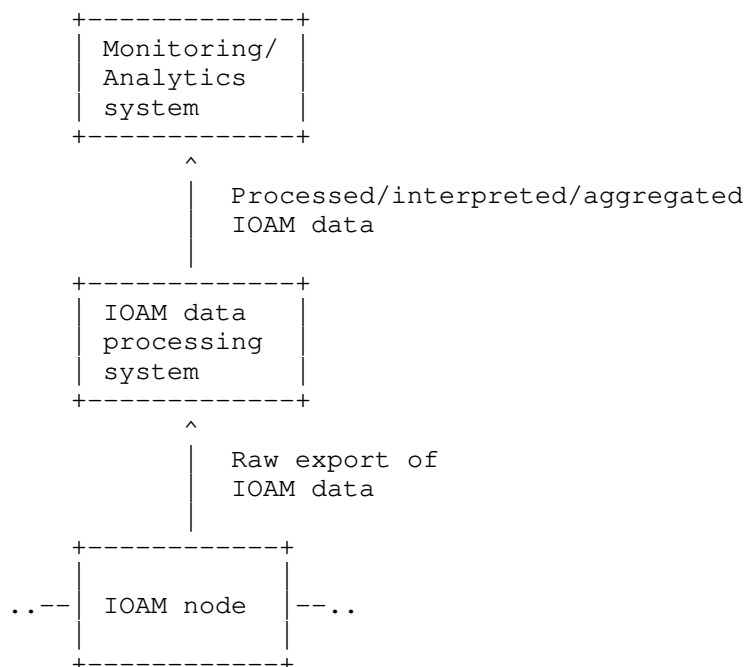 Monitoring/
Analytics
system
Processed/interpreted/aggregated
IOAM data
IOAM data
processing
system
Raw export of
IOAM data
..--| IOAM node |--..